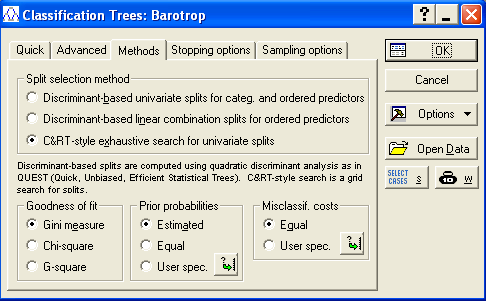 Classification Trees: Barotrop
?
Quick
Advanced
Methods
Stopping options
Sampling options
OK
Cancel
Options
Open Data
SELECT CASES S
W
Split selection method
Discriminant-based univariate splits for categ. and ordered predictors
Discriminant-based linear combination splits for ordered predictors
C&RT-style exhaustive search for univariate splits
Discriminant-based splits are computed using quadratic discriminant analysis as in
QUEST (Quick, Unbiased, Efficient Statistical Trees). C&RT-style search is a grid
search for splits.
Goodness of fit
Gini measure
Chi-square
G-square
Prior probabilities
Estimated
Equal
User spec.
?
Misclassif. costs
Equal
User spec.
?